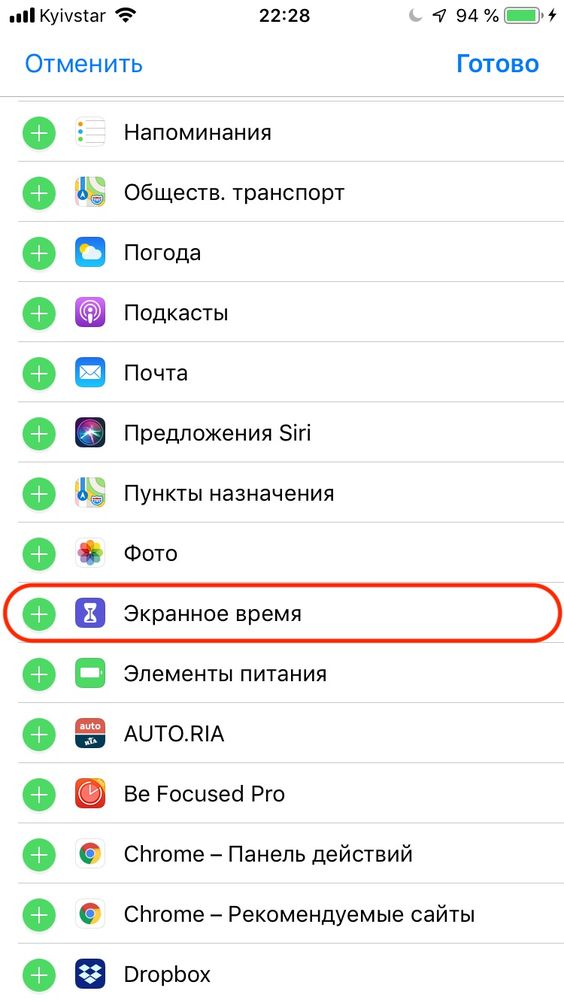 Kyivstar 22:28 94 %
Отменить Готово
Напоминания
Обществ. транспорт
Погода
Подкасты
Почта
Предложения Siri
Пункты назначения
Фото
Экранное время
Элементы питания
auto
RIA
AUTO.RIA
Be Focused Pro
Chrome – Панель действий
Chrome – Рекомендуемые сайты
Dropbox